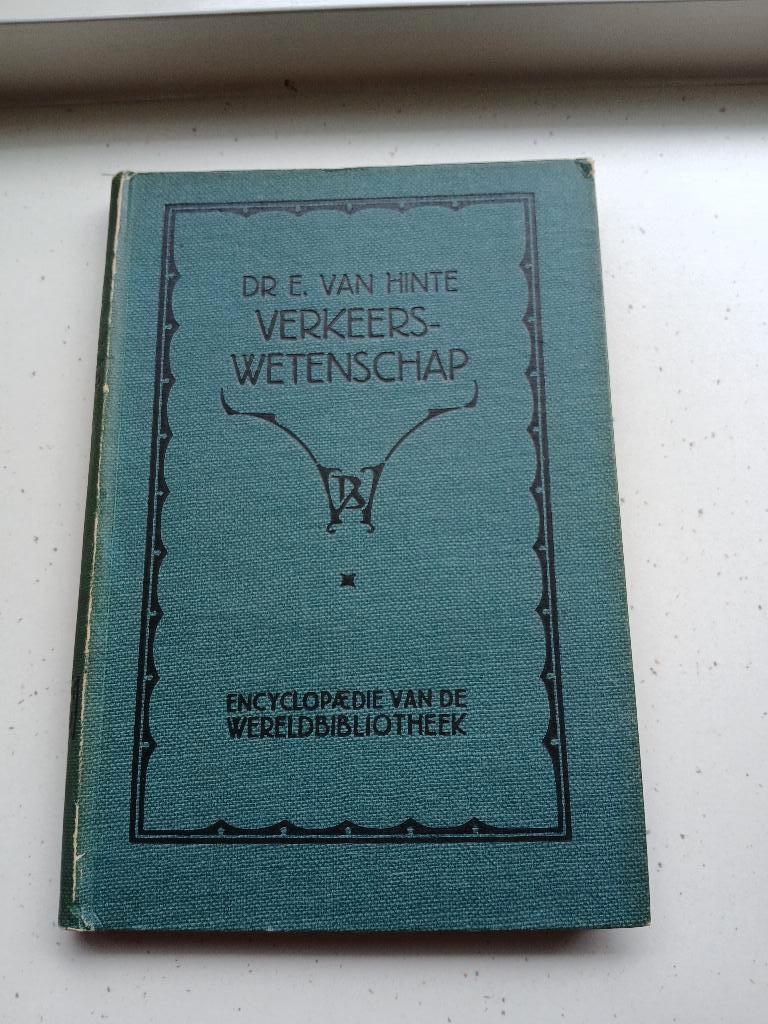 DR E. VAN HINTE
VERKEERS-
WETENSCHAP
WB
ENCYCLOPÆDIE VAN DE
WERELDBIBLIOTHEEK